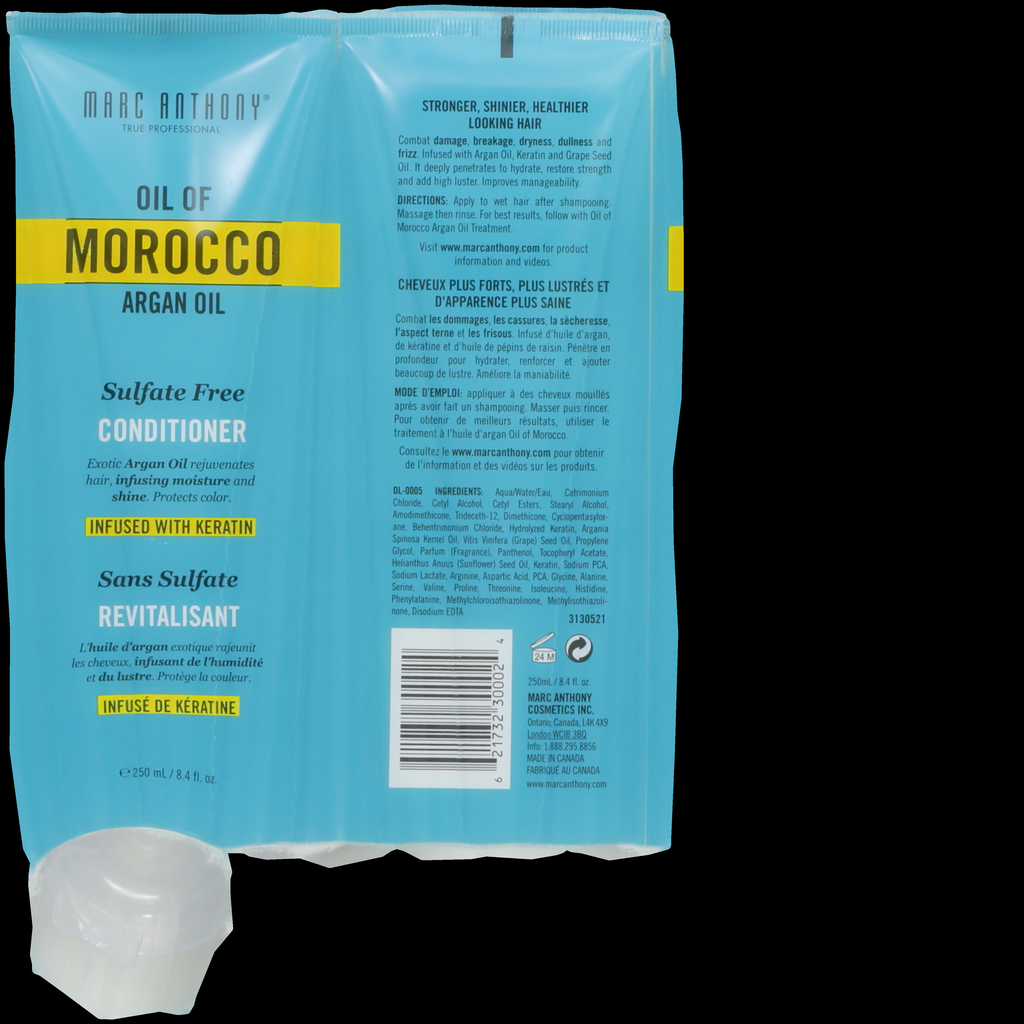 MARC ANTHONY®
TRUE PROFESSIONAL
OIL OF
MOROCCO
ARGAN OIL
Sulfate Free
CONDITIONER
Exotic Argan Oil rejuvenates
hair, infusing moisture and
shine. Protects color.
INFUSED WITH KERATIN
Sans Sulfate
REVITALISANT
L'huile d'argan exotique rajeunit
les cheveux, infusant de l'humidité
et du lustre. Protège la couleur.
INFUSÉ DE KÉRATINE
℮ 250 mL / 8.4 fl. oz.
STRONGER, SHINIER, HEALTHIER
LOOKING HAIR
Combat damage, breakage, dryness, dullness and
frizz. Infused with Argan Oil, Keratin and Grape Seed
Oil. It deeply penetrates to hydrate, restore strength
and add high luster. Improves manageability.
DIRECTIONS: Apply to wet hair after shampooing.
Massage then rinse. For best results, follow with Oil of
Morocco Argan Oil Treatment.
Visit www.marcanthony.com for product
information and videos.
CHEVEUX PLUS FORTS, PLUS LUSTRÉS ET
D'APPARENCE PLUS SAINE
Combat les dommages, les cassures, la sècheresse,
l'aspect terne et les frisous. Infusé d'huile d'argan,
de kératine et d'huile de pépins de raisin. Pénètre en
profondeur pour hydrater, renforcer et ajouter
beaucoup de lustre. Améliore la maniabilité.
MODE D'EMPLOI: appliquer à des cheveux mouillés
après avoir fait un shampooing. Masser puis rincer.
Pour obtenir de meilleurs résultats, utiliser le
traitement à l'huile d'argan Oil of Morocco.
Consultez le www.marcanthony.com pour obtenir
de l'information et des vidéos sur les produits.
DL-0005 INGREDIENTS: Aqua/Water/Eau, Cetrimonium
Chloride, Cetyl Alcohol, Cetyl Esters, Stearyl Alcohol,
Amodimethicone, Trideceth-12, Dimethicone, Cyclopentasylox-
ane, Behentrimonium Chloride, Hydrolyzed Keratin, Argania
Spinosa Kernel Oil, Vitis Vinifera (Grape) Seed Oil, Propylene
Glycol, Parfum (Fragrance), Panthenol, Tocopheryl Acetate,
Helianthus Anuus (Sunflower) Seed Oil, Keratin, Sodium PCA,
Sodium Lactate, Arginine, Aspartic Acid, PCA, Glycine, Alanine,
Serine, Valine, Proline, Threonine, Isoleucine, Histidine,
Phenylalanine, Methylchloroisothiazolinone, Methylisothiazoli-
none, Disodium EDTA
3130521
24 M
6 21732 30002 4
250mL / 8.4 fl. oz.
MARC ANTHONY
COSMETICS INC.
Ontario, Canada, L4K 4X9
London WC1B 3BQ
Info: 1.888.295.8856
MADE IN CANADA
FABRIQUÉ AU CANADA
www.marcanthony.com